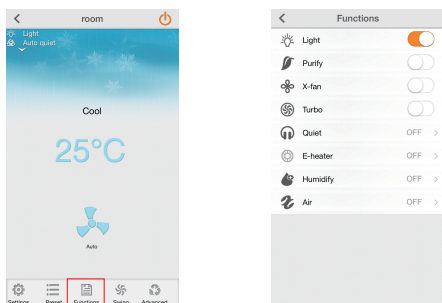 room
Light
Auto quiet
Cool
25°C
Auto
Settings
Preset
Functions
Swing
Advanced
Functions
Light
Purify
X-fan
Turbo
Quiet OFF
E-heater OFF
Humidify OFF
Air OFF